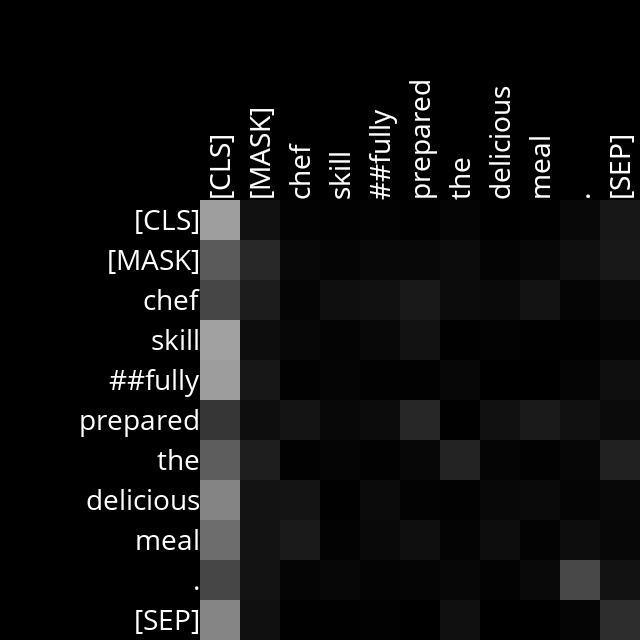 [CLS] [MASK] chef skill ##fully prepared the delicious meal . [SEP]
[CLS]
[MASK]
chef
skill
##fully
prepared
the
delicious
meal
.
[SEP]